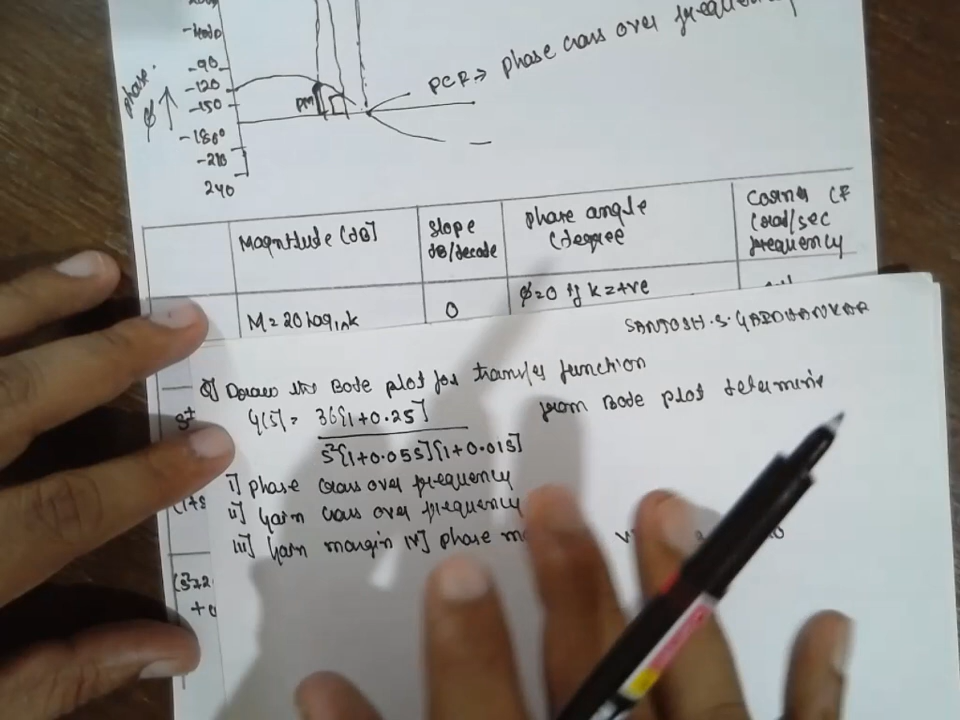 -90
-120
-150
-180°
-210
240
phase.
φ
PM
PCF→ phase cross over frequency
Magnitude [dB]
slope
dB/decade
phase angle
(degree
corner CF
(rad/sec
frequency
M = 20 log₁₀k
0
φ=0 if k=+ve
SANTOSH.S.
Q] Draw the Bode plot for transfer function
G(s) = 36{1+0.2s} from Bode plot determine
s²{1+0.05s}{1+0.01s}
i] phase cross over frequency
ii] Gain cross over frequency
iii] Gain margin iv] phase m